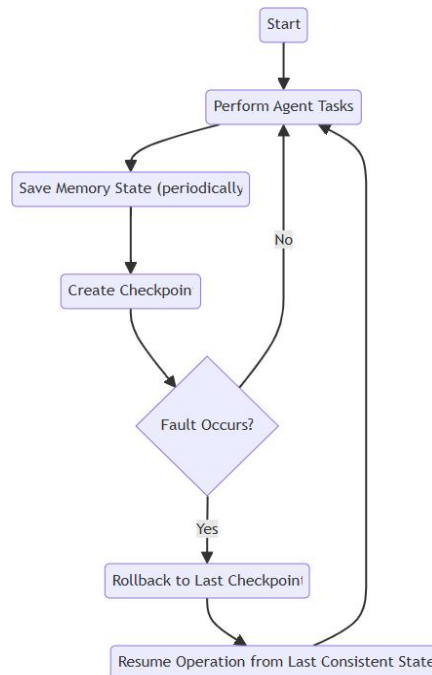 Start
Perform Agent Tasks
Save Memory State (periodically
Create Checkpoin
No
Fault Occurs?
Yes
Rollback to Last Checkpoint
Resume Operation from Last Consistent State